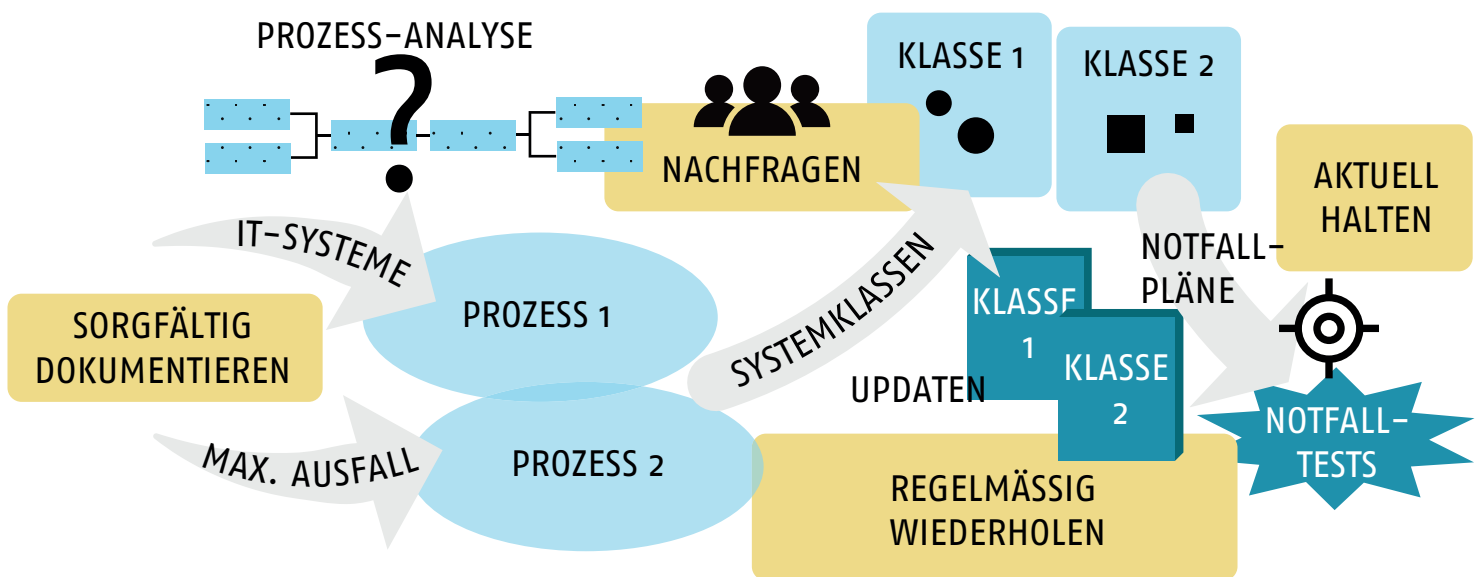 PROZESS-ANALYSE
?
NACHFRAGEN
KLASSE 1
KLASSE 2
AKTUELL
HALTEN
IT-SYSTEME
SORGFÄLTIG
DOKUMENTIEREN
PROZESS 1
SYSTEMKLASSEN
NOTFALL-
PLÄNE
KLASSE
1
UPDATEN
KLASSE
2
MAX. AUSFALL
PROZESS 2
REGELMÄSSIG
WIEDERHOLEN
NOTFALL-
TESTS